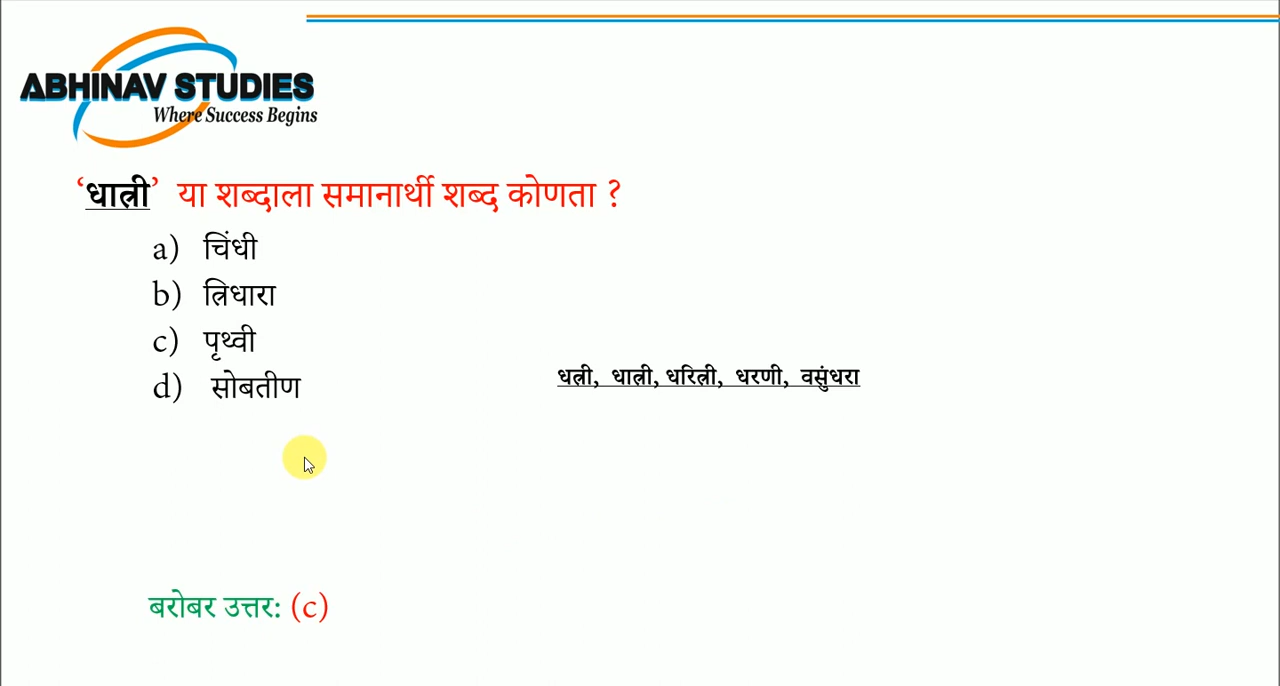 ABHINAV STUDIES
Where Success Begins
‘धात्री’ या शब्दाला समानार्थी शब्द कोणता ?
a) चिंधी
b) त्रिधारा
c) पृथ्वी
d) सोबतीण
धत्री, धात्री, धरित्री, धरणी, वसुंधरा
बरोबर उत्तर: (c)